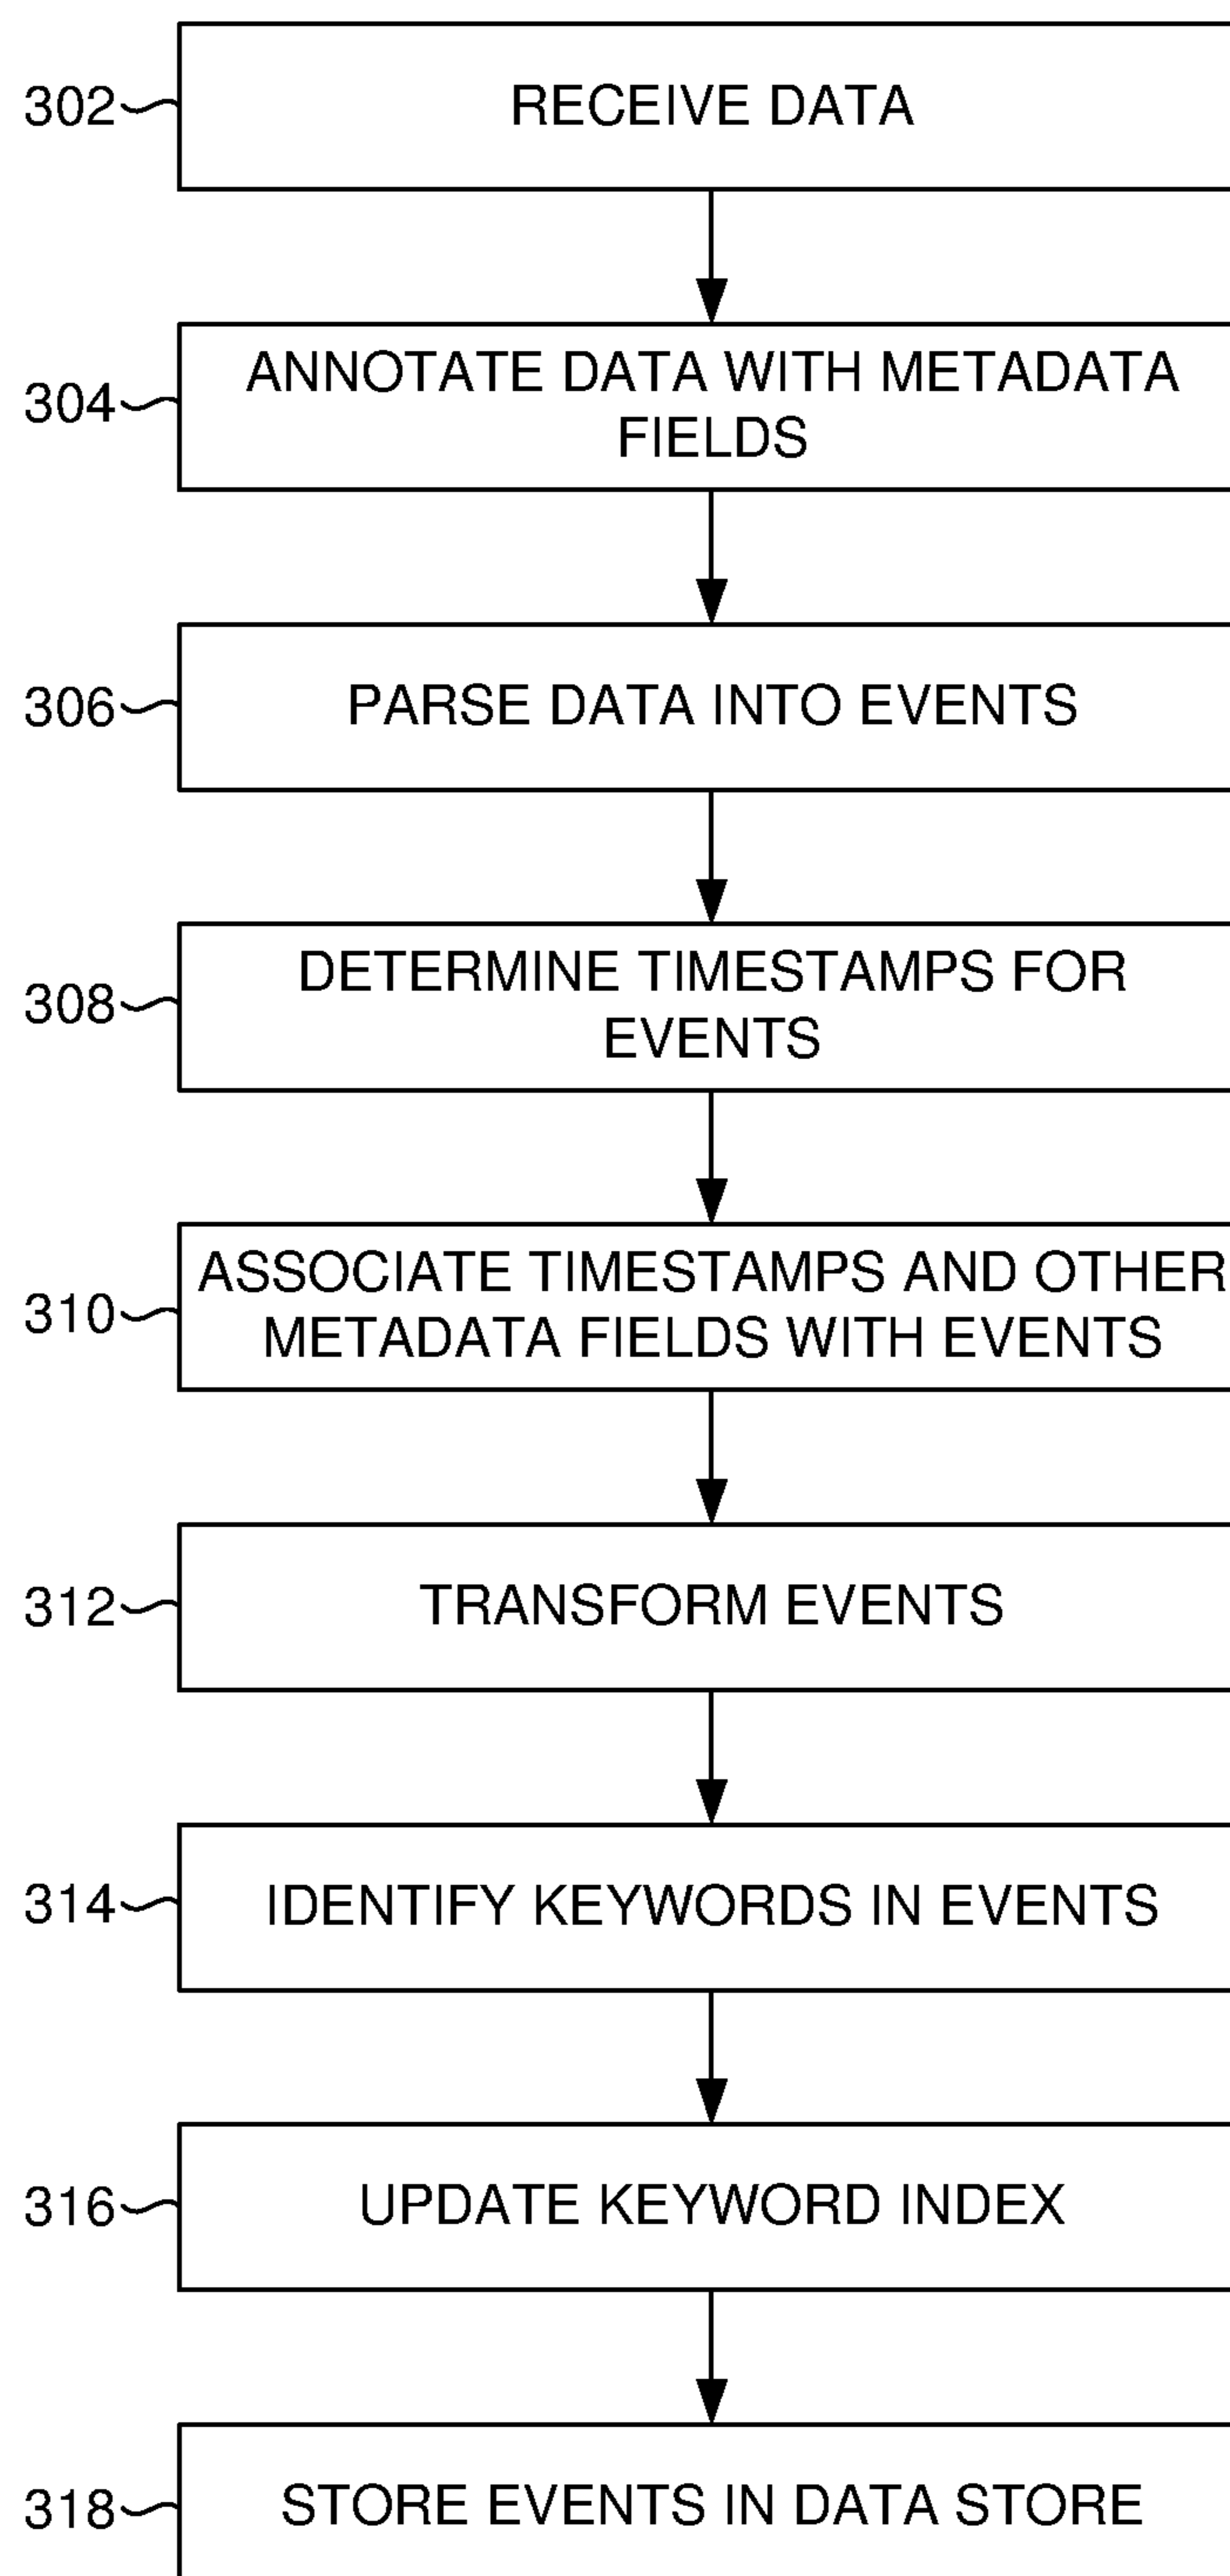 302
RECEIVE DATA
304
ANNOTATE DATA WITH METADATA
FIELDS
306
PARSE DATA INTO EVENTS
308
DETERMINE TIMESTAMPS FOR
EVENTS
310
ASSOCIATE TIMESTAMPS AND OTHER
METADATA FIELDS WITH EVENTS
312
TRANSFORM EVENTS
314
IDENTIFY KEYWORDS IN EVENTS
316
UPDATE KEYWORD INDEX
318
STORE EVENTS IN DATA STORE